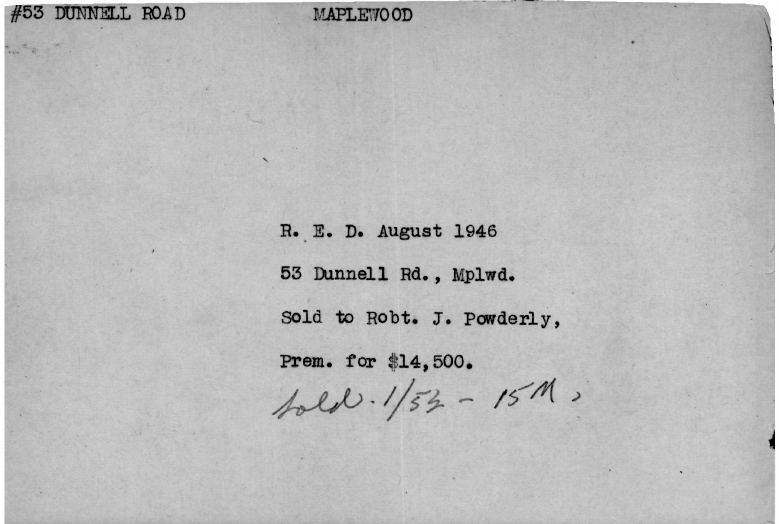 #53 DUNNELL ROAD MAPLEWOOD
R. E. D. August 1946
53 Dunnell Rd., Mplwd.
Sold to Robt. J. Powderly,
Prem. for $14,500.
Sold. 1/53 - 15 M,